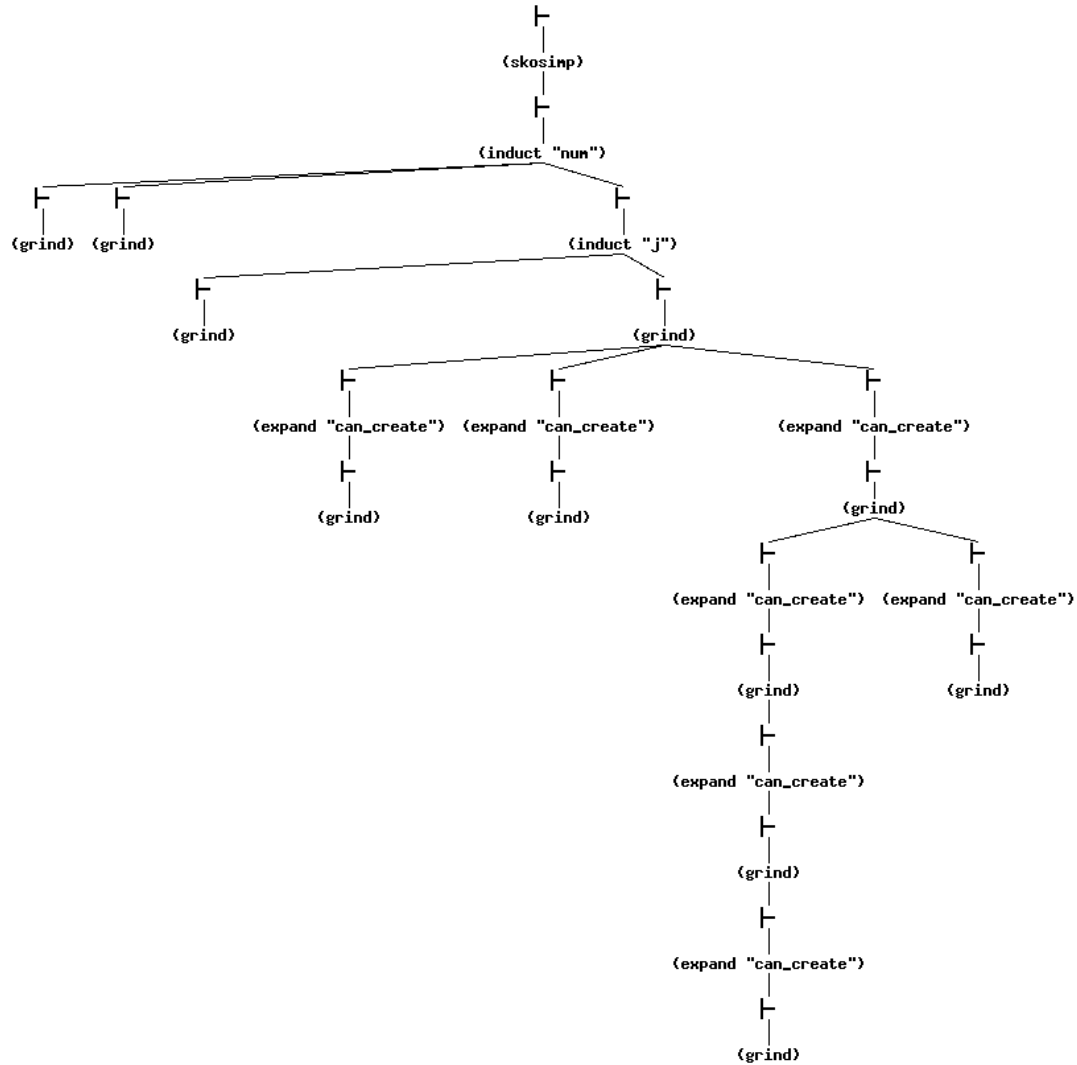 (skosimp)
(induct "num")
(grind) (grind) (induct "j")
(grind) (grind)
(expand "can_create") (expand "can_create") (expand "can_create")
(grind) (grind) (grind)
(expand "can_create") (expand "can_create")
(grind) (grind)
(expand "can_create")
(grind)
(expand "can_create")
(grind)